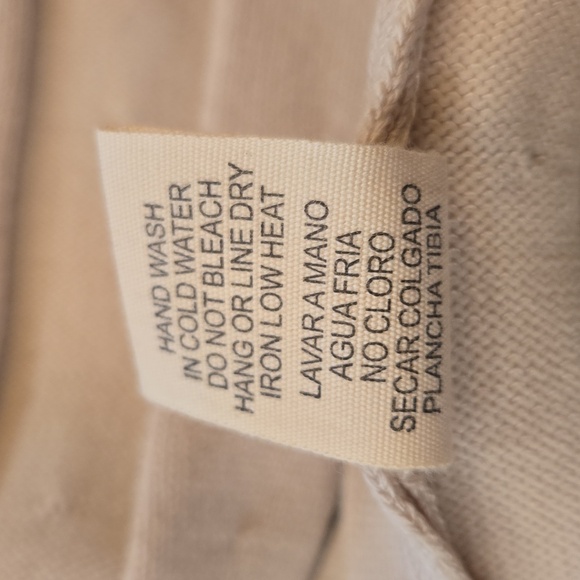 HAND WASH
IN COLD WATER
DO NOT BLEACH
HANG OR LINE DRY
IRON LOW HEAT
LAVAR A MANO
AGUA FRIA
NO CLORO
SECAR COLGADO
PLANCHA TIBIA